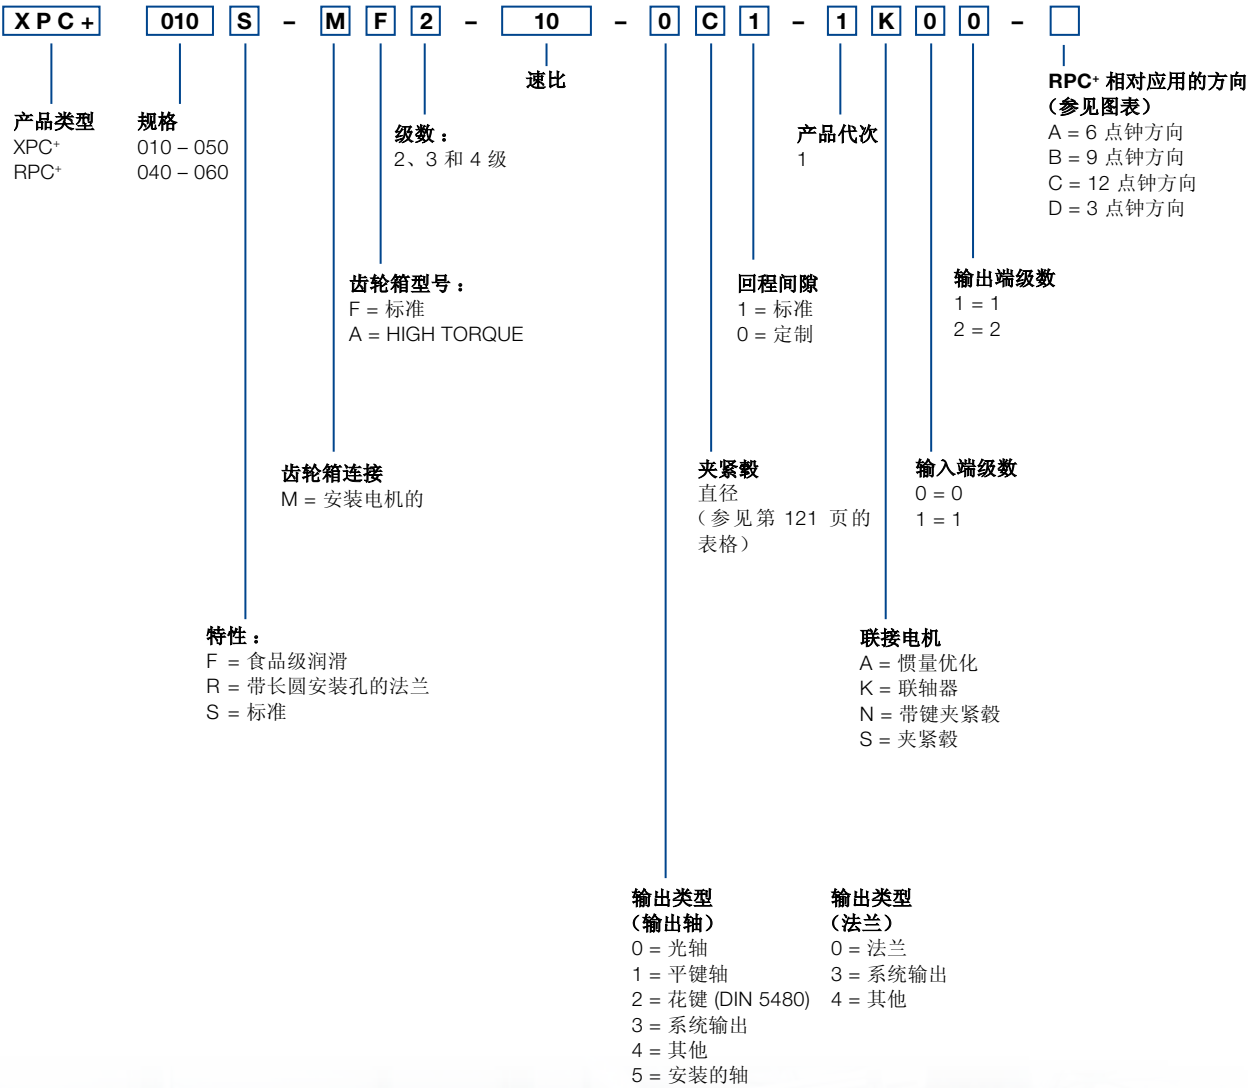 XPC+ 010 S – M F 2 – 10 – 0 C 1 – 1 K 0 0 –
速比
RPC+ 相对应用的方向
（参见图表）
A = 6 点钟方向
B = 9 点钟方向
C = 12 点钟方向
D = 3 点钟方向
产品类型
XPC+
RPC+
规格
010 – 050
040 – 060
级数：
2、3 和 4 级
产品代次
1
齿轮箱型号：
F = 标准
A = HIGH TORQUE
回程间隙
1 = 标准
0 = 定制
输出端级数
1 = 1
2 = 2
齿轮箱连接
M = 安装电机的
夹紧毂
直径
（参见第 121 页的
表格）
输入端级数
0 = 0
1 = 1
特性：
F = 食品级润滑
R = 带长圆安装孔的法兰
S = 标准
联接电机
A = 惯量优化
K = 联轴器
N = 带键夹紧毂
S = 夹紧毂
输出类型
（输出轴）
0 = 光轴
1 = 平键轴
2 = 花键 (DIN 5480)
3 = 系统输出
4 = 其他
5 = 安装的轴
输出类型
（法兰）
0 = 法兰
3 = 系统输出
4 = 其他